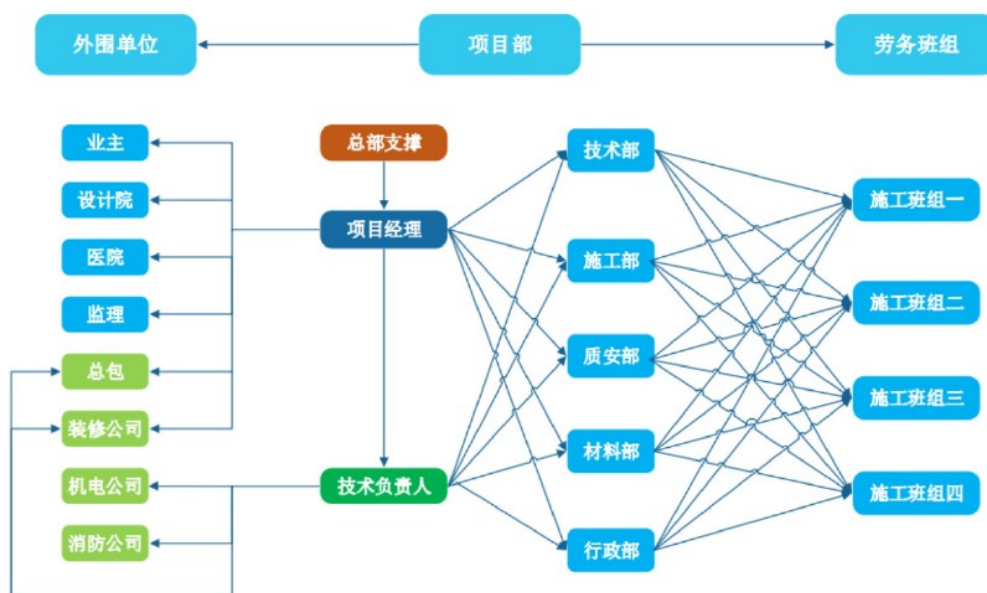 外围单位
项目部
劳务班组
业主
设计院
医院
监理
总包
装修公司
机电公司
消防公司
总部支撑
项目经理
技术负责人
技术部
施工部
质安部
材料部
行政部
施工班组一
施工班组二
施工班组三
施工班组四